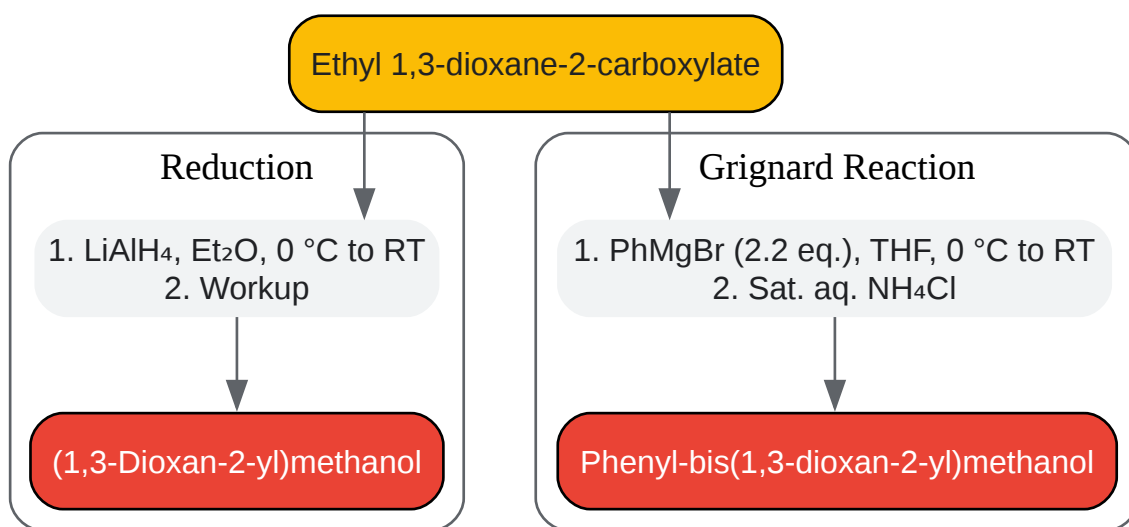 Ethyl 1,3-dioxane-2-carboxylate
Reduction
1. LiAlH₄, Et₂O, 0 °C to RT
2. Workup
(1,3-Dioxan-2-yl)methanol
Grignard Reaction
1. PhMgBr (2.2 eq.), THF, 0 °C to RT
2. Sat. aq. NH₄Cl
Phenyl-bis(1,3-dioxan-2-yl)methanol